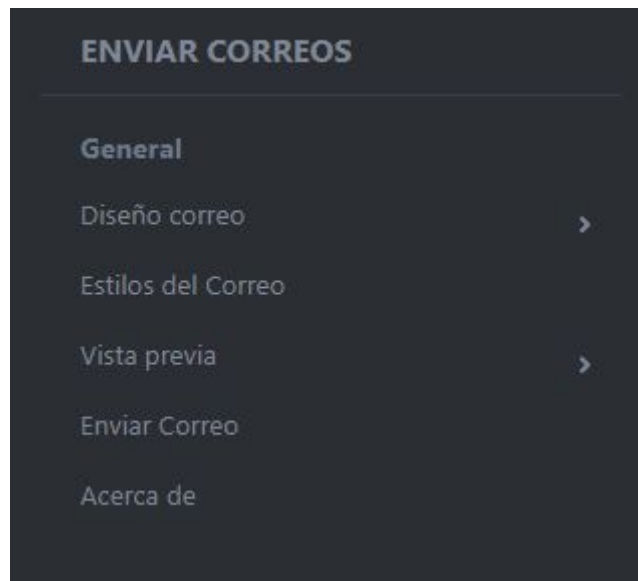 ENVIAR CORREOS
General
Diseño correo
Estilos del Correo
Vista previa
Enviar Correo
Acerca de